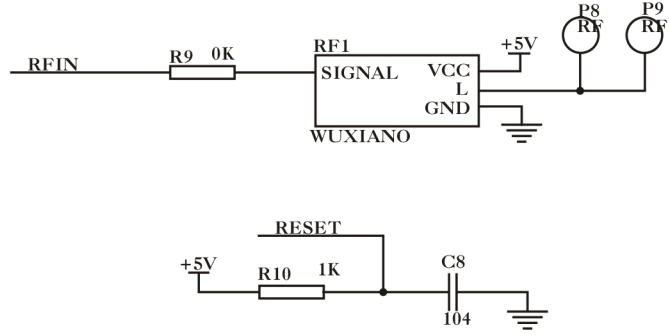 P8 P9
RF RF
RF1 +5V
R9 0K
RFIN
SIGNAL VCC
L
GND
WUXIANO
RESET
+5V C8
R10 1K
104